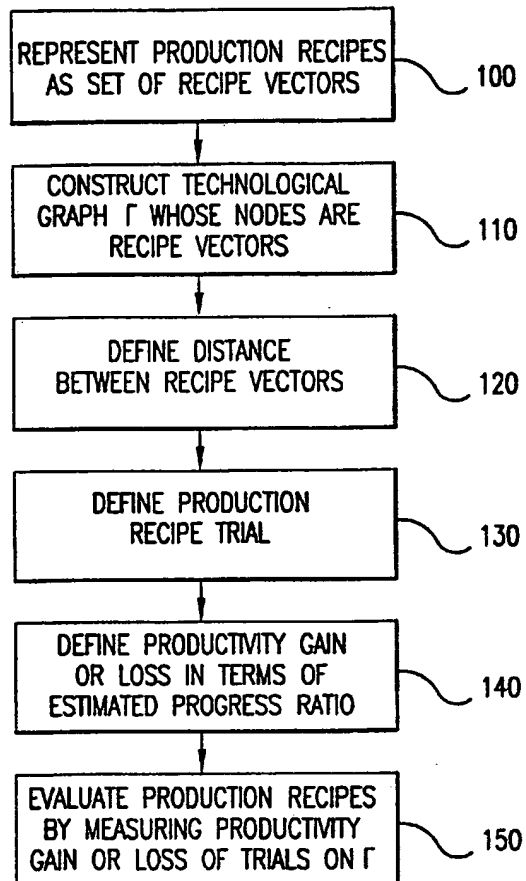 REPRESENT PRODUCTION RECIPES
AS SET OF RECIPE VECTORS
100
CONSTRUCT TECHNOLOGICAL
GRAPH Γ WHOSE NODES ARE
RECIPE VECTORS
110
DEFINE DISTANCE
BETWEEN RECIPE VECTORS
120
DEFINE PRODUCTION
RECIPE TRIAL
130
DEFINE PRODUCTIVITY GAIN
OR LOSS IN TERMS OF
ESTIMATED PROGRESS RATIO
140
EVALUATE PRODUCTION RECIPES
BY MEASURING PRODUCTIVITY
GAIN OR LOSS OF TRIALS ON Γ
150